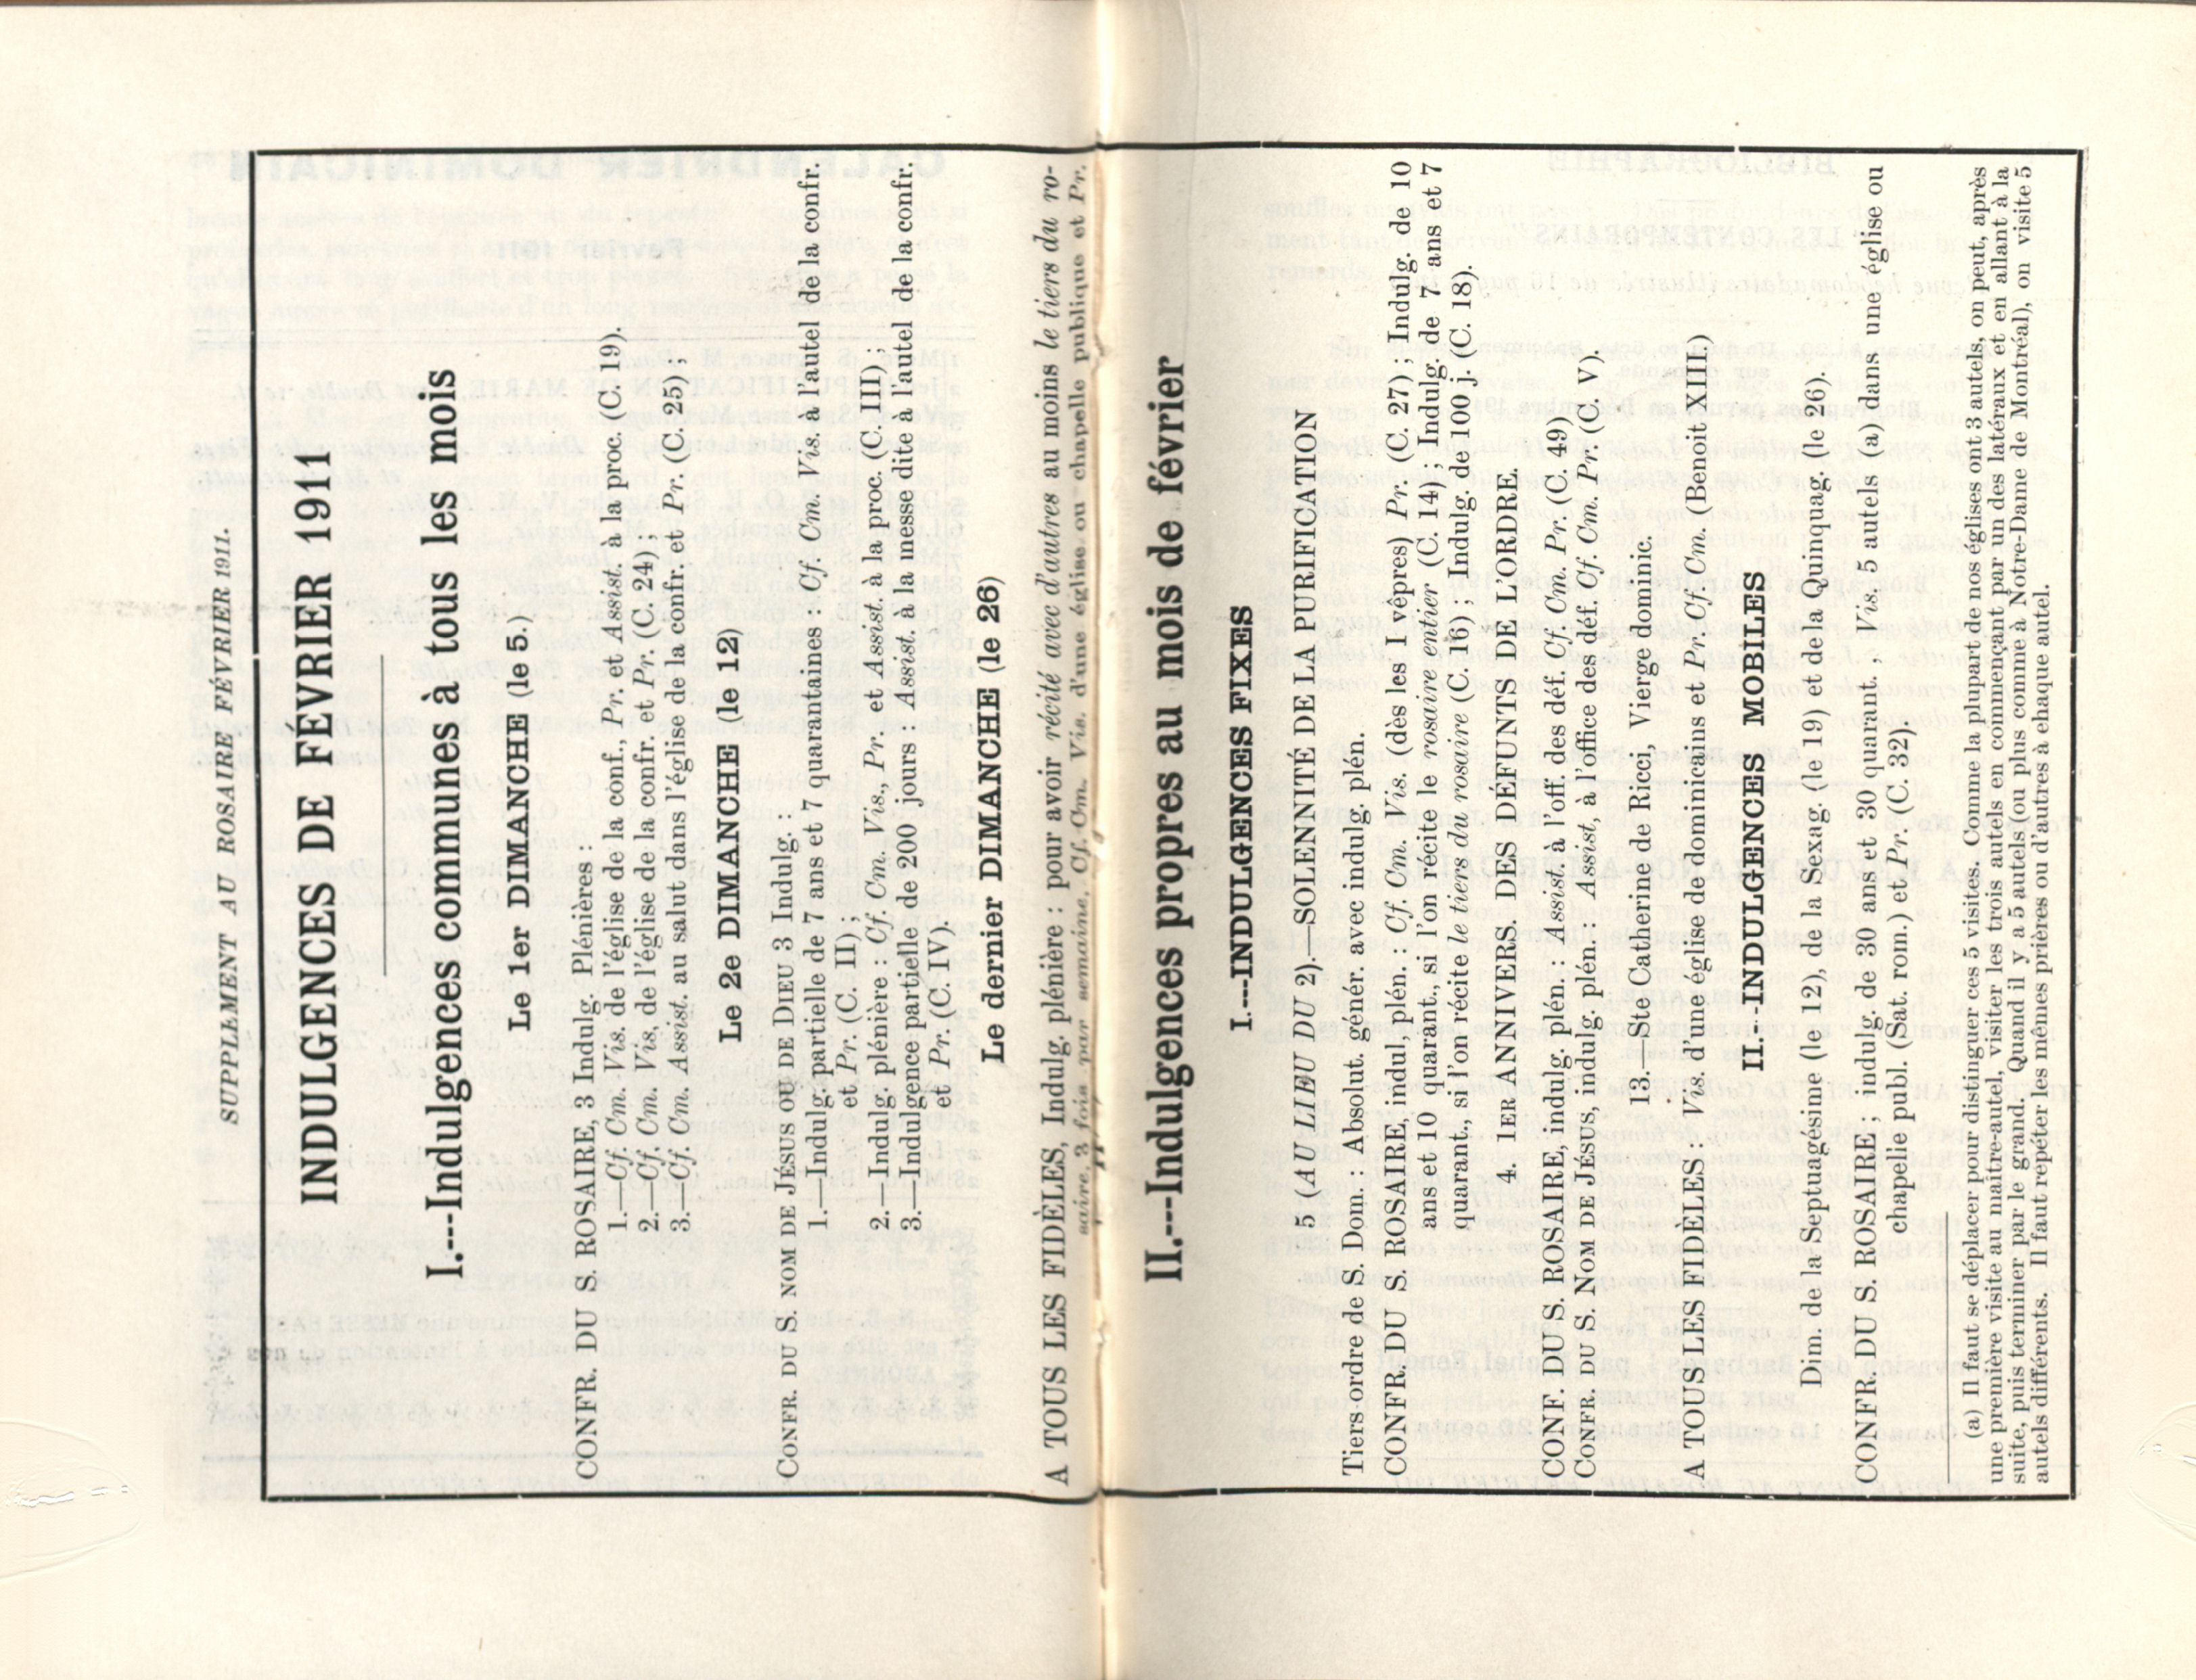 SUPPLEMENT AU ROSAIRE FÉVRIER 1911.
INDULGENCES DE FÉVRIER 1911
I.---Indulgences communes à tous les mois
Le 1er DIMANCHE (le 5.)
CONFR. DU S. ROSAIRE, 3 Indulg. Plénières :
1.—Cf. Cm. Vis. de l'église de la conf., Pr. et Assist. à la proc. (C. 19).
2.—Cf. Cm. Vis, de l'église de la confr. et Pr. (C. 24) ;
3.—Cf. Cm. Assist. au salut dans l'église de la confr. et Pr. (C. 25) ;
Le 2e DIMANCHE (le 12)
CONFR. DU S. NOM DE JÉSUS OU DE DIEU 3 Indulg. :
1.—Indulg. partielle de 7 ans et 7 quarantaines : Cf. Cm. Vis. à l'autel de la confr.
et Pr. (C. II) ;
2.—Indulg. plénière : Cf. Cm. Vis., Pr. et Assist. à la proc. (C. III) ;
3.—Indulgence partielle de 200 jours : Assist. à la messe dite à l'autel de la confr.
et Pr. (C. IV).
Le dernier DIMANCHE (le 26)
A TOUS LES FIDÈLES, Indulg. plénière : pour avoir récité avec d'autres au moins le tiers du ro-
saire, 3 fois par semaine, Cf. Cm. Vis. d'une église ou chapelle publique et Pr.
II.---Indulgences propres au mois de février
I.---INDULGENCES FIXES
5 (AU LIEU DU 2).—SOLENNITÉ DE LA PURIFICATION
Tiers-ordre de S. Dom. : Absolut. génér. avec indulg. plén.
CONFR. DU S. ROSAIRE, indul, plén. : Cf. Cm. Vis. (dès les I vêpres) Pr. (C. 27) ; Indulg. de 10
ans et 10 quarant., si l'on récite le rosaire entier (C. 14) ; Indulg. de 7 ans et 7
quarant., si l'on récite le tiers du rosaire (C. 16) ; Indulg. de 100 j. (C. 18).
4. 1ER ANNIVERS. DES DÉFUNTS DE L'ORDRE.
CONF. DU S. ROSAIRE, indulg. plén. : Assist. à l'off. des déf. Cf. Cm. Pr. (C. 49)
CONFR. DU S. NOM DE JÉSUS, indulg. plén. Assist, à l'office des déf. Cf. Cm. Pr. (C. V).
13.—Ste Catherine de Ricci, Vierge dominic.
A TOUS LES FIDÈLES : Vis. d'une église de dominicains et Pr. Cf. Cm. (Benoit XIII.)
II.-INDULGENCES MOBILES
Dim. de la Septuagésime (le 12), de la Sexag. (le 19) et de la Quinquag. (le 26).
CONFR. DU S. ROSAIRE ; indulg. de 30 ans et 30 quarant. , Vis. 5 autels (a) dans une église ou
chapelle publ. (Sat. rom.) et Pr. (C. 32).
(a) Il faut se déplacer pour distinguer ces 5 visites. Comme la plupart de nos églises ont 3 autels, on peut, après
une première visite au maître-autel, visiter les trois autels en commençant par un des latéraux et en allant à la
suite, puis terminer par le grand. Quand il y a 5 autels (ou plus comme à Notre-Dame de Montréal), on visite 5
autels différents. Il faut répéter les mêmes prières ou d'autres à chaque autel.